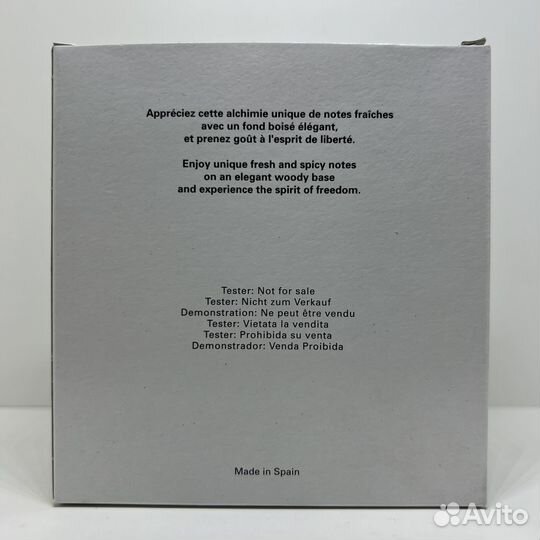 Appréciez cette alchimie unique de notes fraîches
avec un fond boisé élégant,
et prenez goût à l'esprit de liberté.
Enjoy unique fresh and spicy notes
on an elegant woody base
and experience the spirit of freedom.
Tester: Not for sale
Tester: Nicht zum Verkauf
Demonstration: Ne peut être vendu
Tester: Vietata la vendita
Tester: Prohibida su venta
Demonstrador: Venda Proibida
Made in Spain
Avito